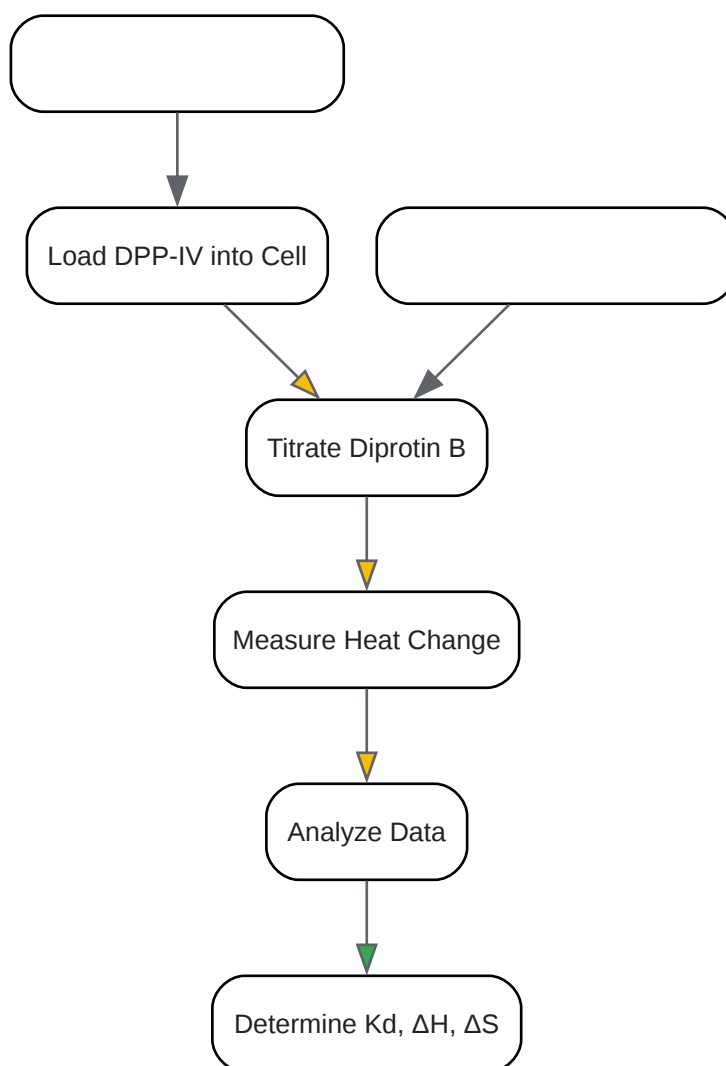 Load DPP-IV into Cell
Titrate Diprotin B
Measure Heat Change
Analyze Data
Determine Kd, ΔH, ΔS